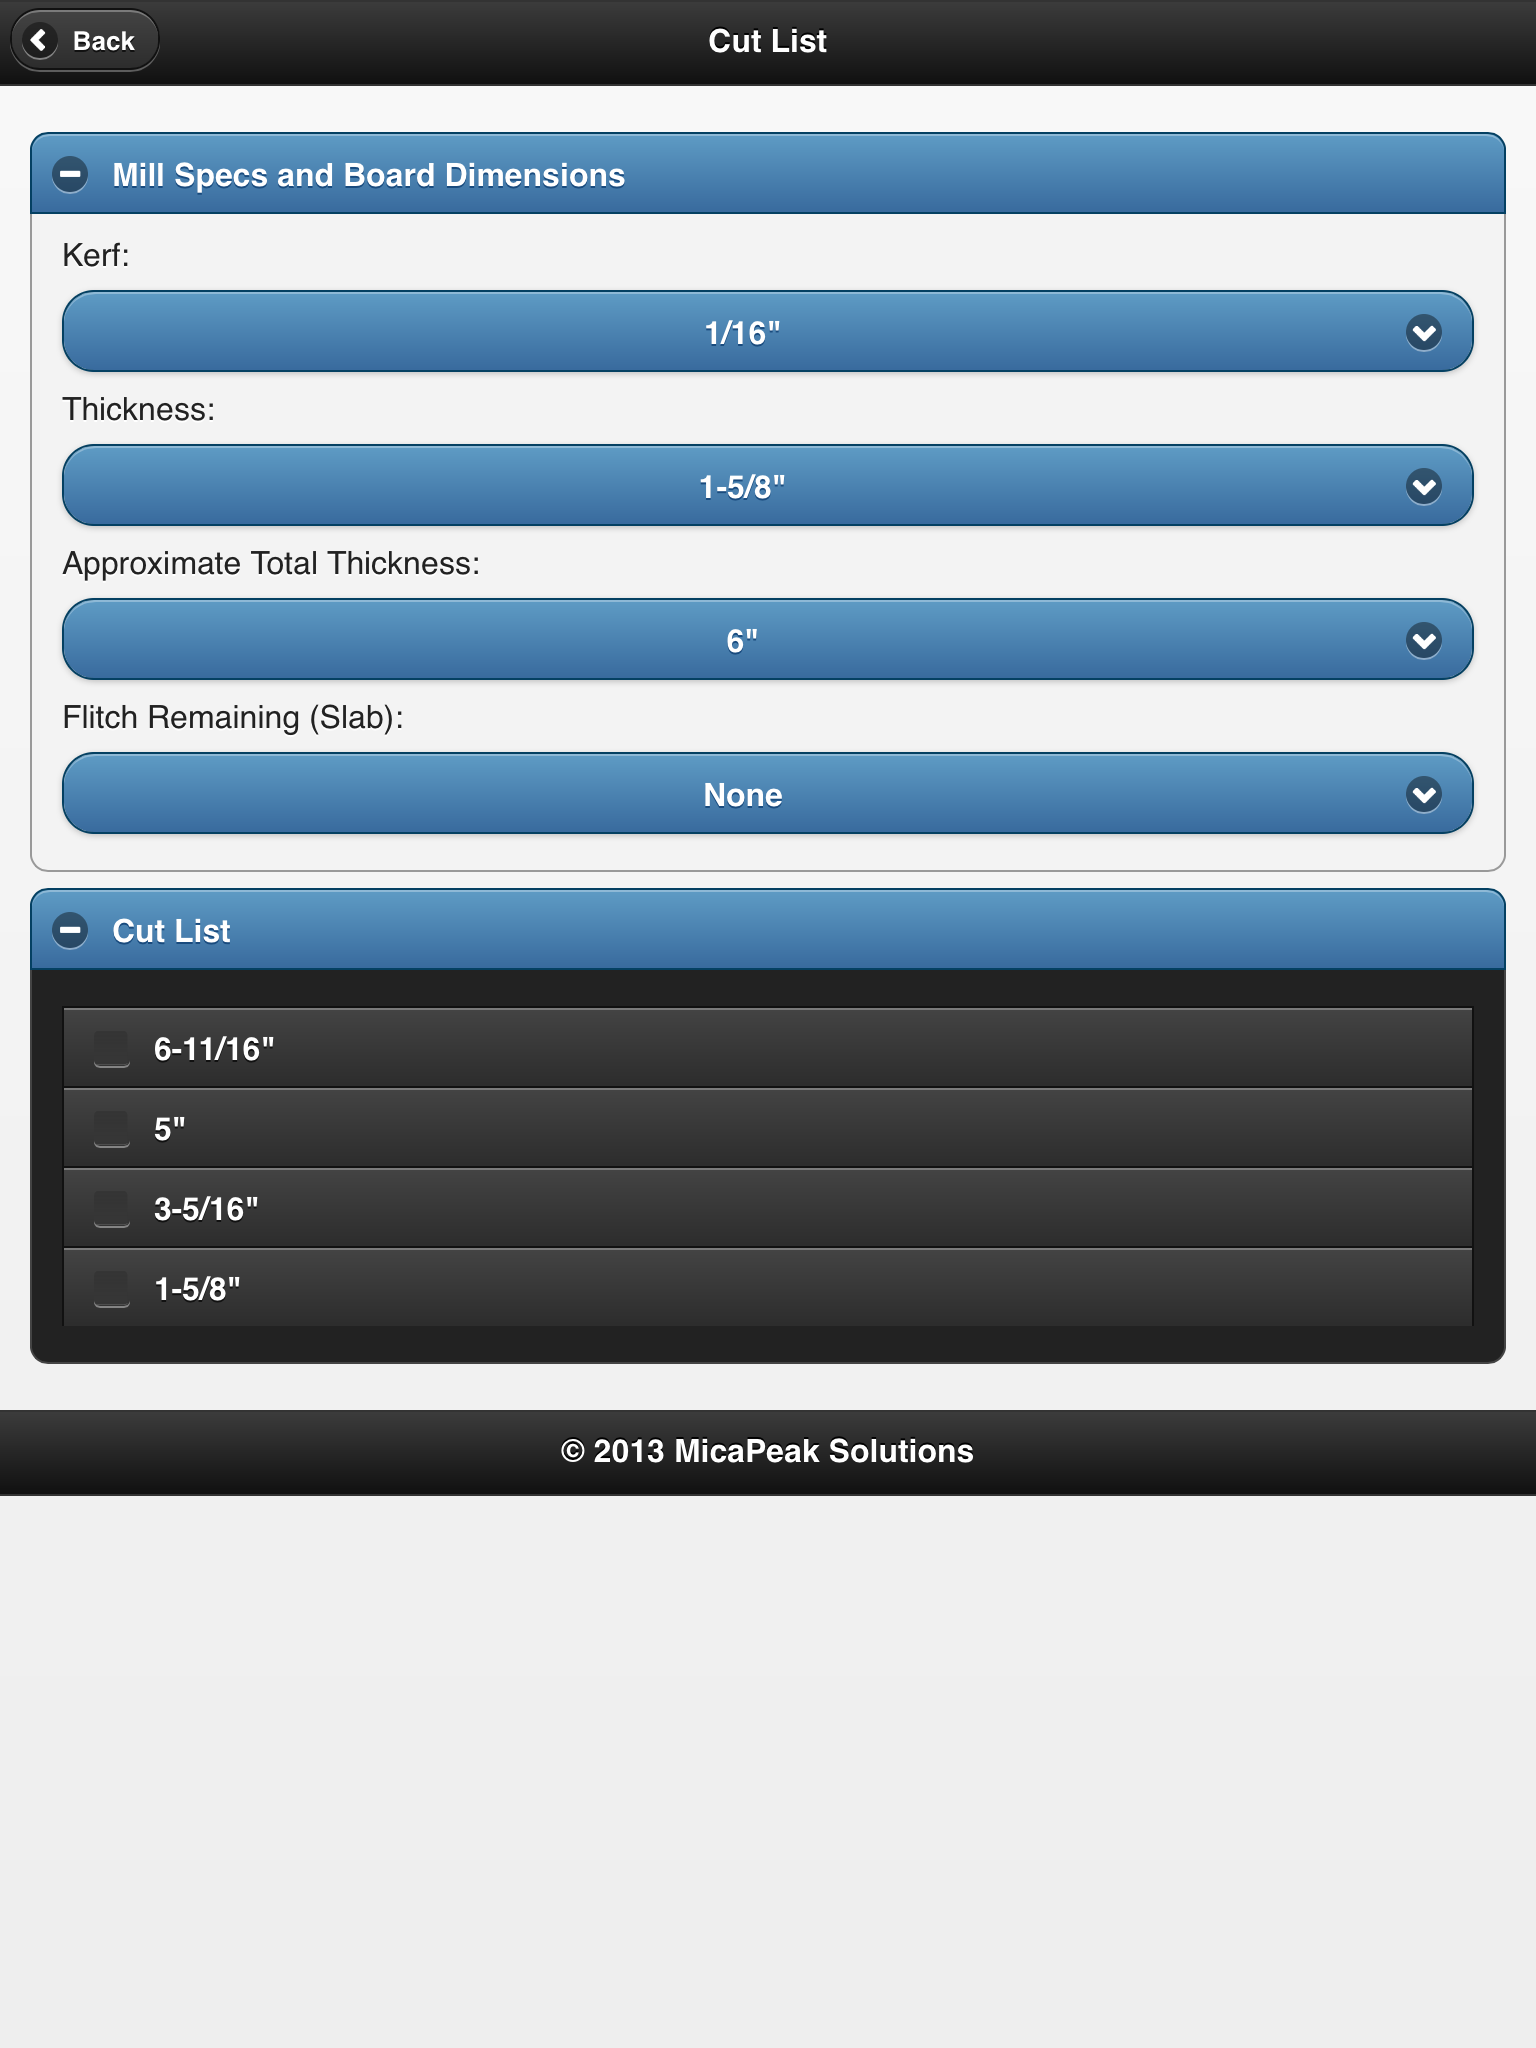 Back
Cut List
Mill Specs and Board Dimensions
Kerf:
1/16"
Thickness:
1-5/8"
Approximate Total Thickness:
6"
Flitch Remaining (Slab):
None
Cut List
6-11/16"
5"
3-5/16"
1-5/8"
© 2013 MicaPeak Solutions